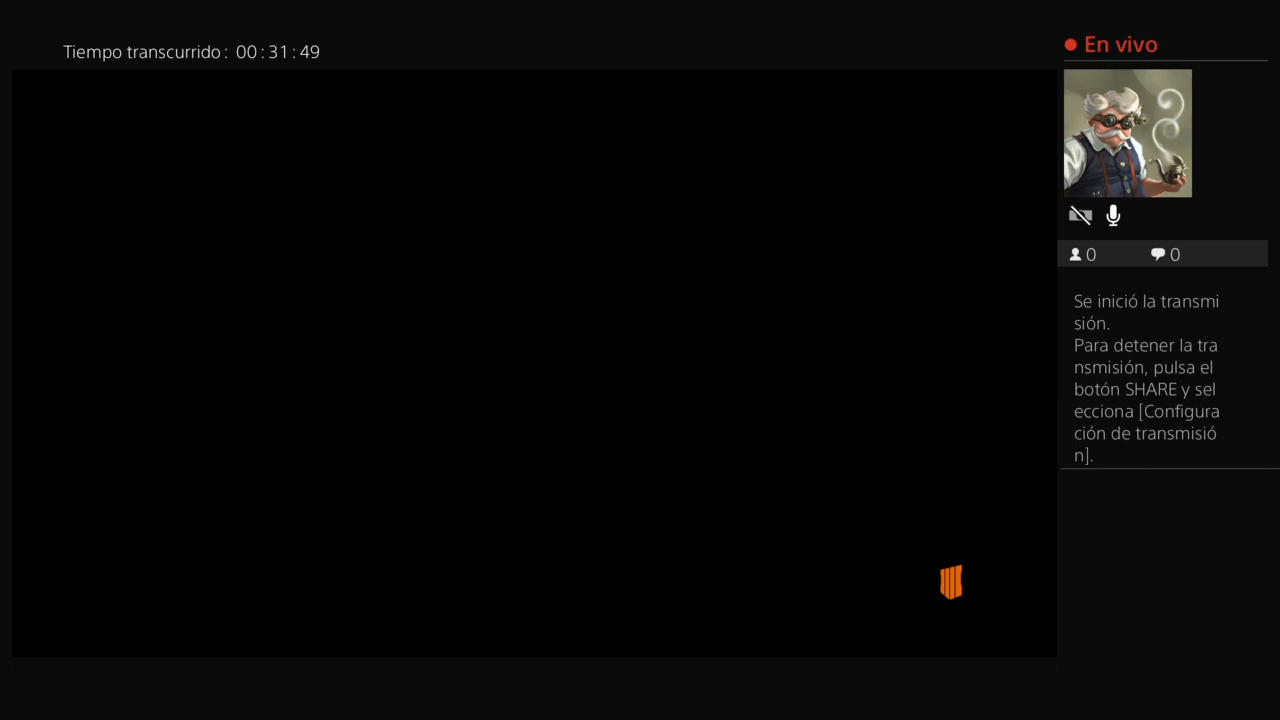 Tiempo transcurrido : 00 : 31 : 49
En vivo
0 0
Se inició la transmi
sión.
Para detener la tra
nsmisión, pulsa el
botón SHARE y sel
ecciona [Configura
ción de transmisió
n].